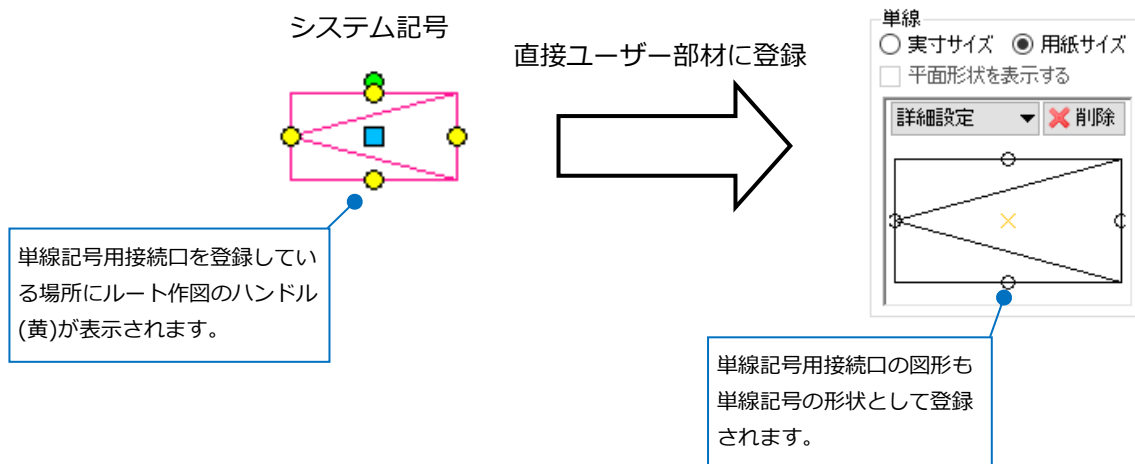 システム記号
直接ユーザー部材に登録
単線
実寸サイズ 用紙サイズ
平面形状を表示する
詳細設定 削除
単線記号用接続口を登録してい
る場所にルート作図のハンドル
(黄)が表示されます。
単線記号用接続口の図形も
単線記号の形状として登録
されます。